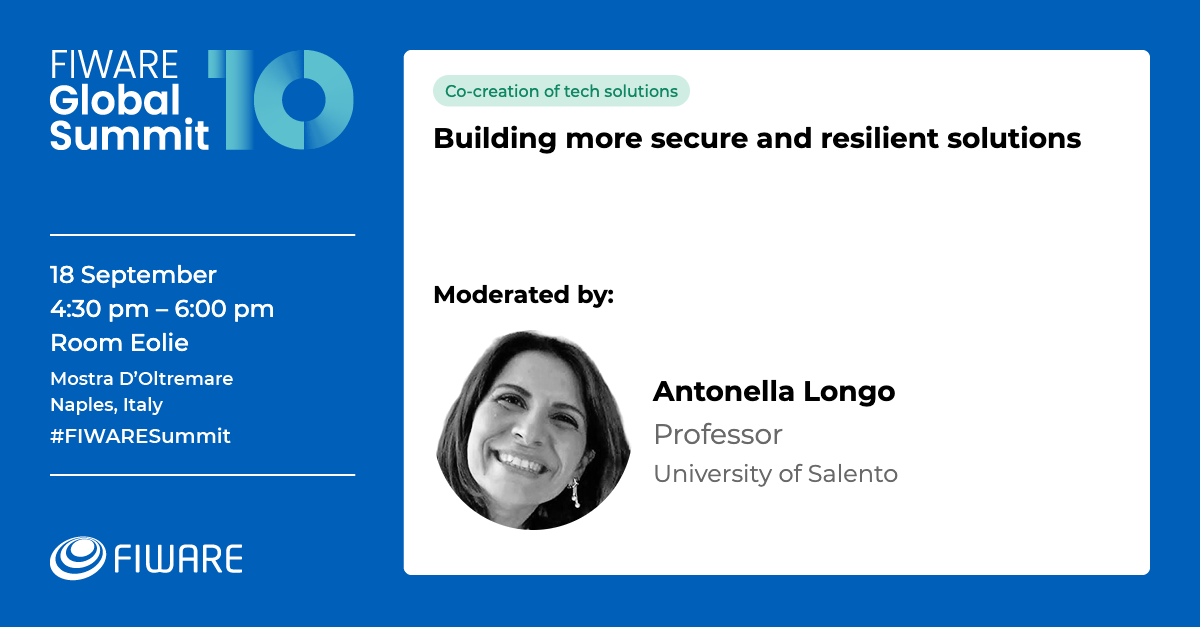 FIWARE
Global
Summit
10
18 September
4:30 pm – 6:00 pm
Room Eolie
Mostra D’Oltremare
Naples, Italy
#FIWARESummit
FIWARE
Co-creation of tech solutions
Building more secure and resilient solutions
Moderated by:
Antonella Longo
Professor
University of Salento